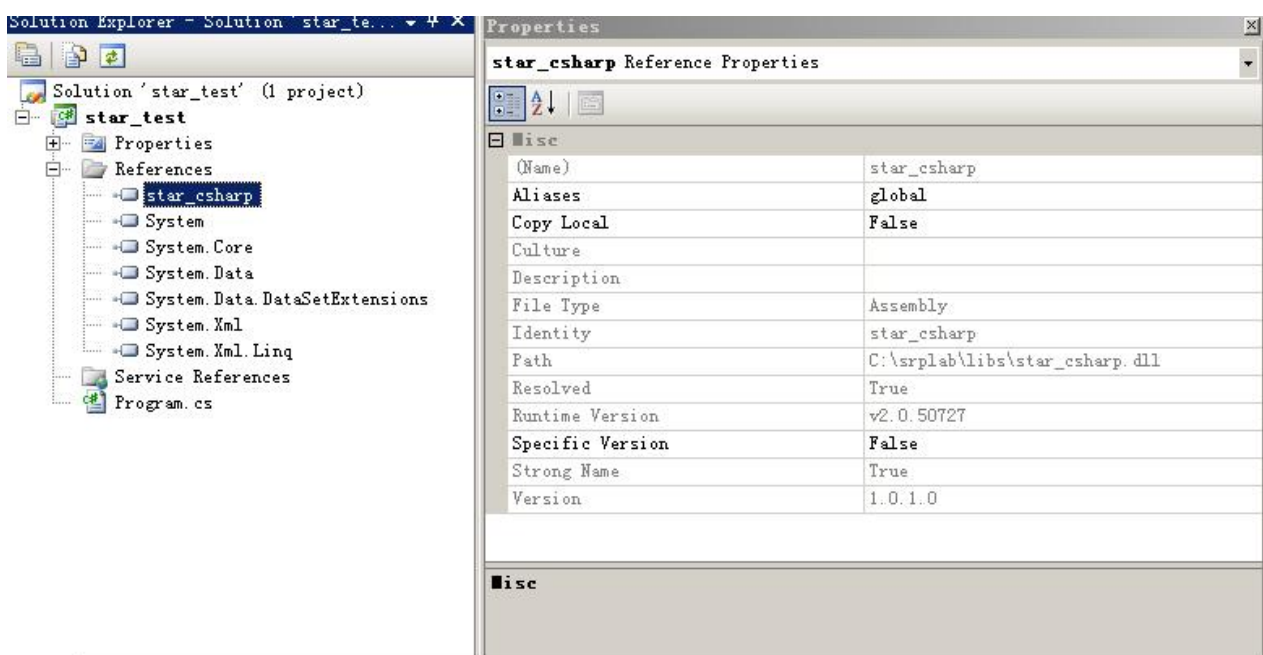 Solution Explorer - Solution 'star_te...
Solution 'star_test' (1 project)
star_test
Properties
References
star_csharp
System
System.Core
System.Data
System.Data.DataSetExtensions
System.Xml
System.Xml.Linq
Service References
Program.cs
Properties
star_csharp Reference Properties
Misc
(Name) star_csharp
Aliases global
Copy Local False
Culture
Description
File Type Assembly
Identity star_csharp
Path C:\srplab\libs\star_csharp.dll
Resolved True
Runtime Version v2.0.50727
Specific Version False
Strong Name True
Version 1.0.1.0
Misc